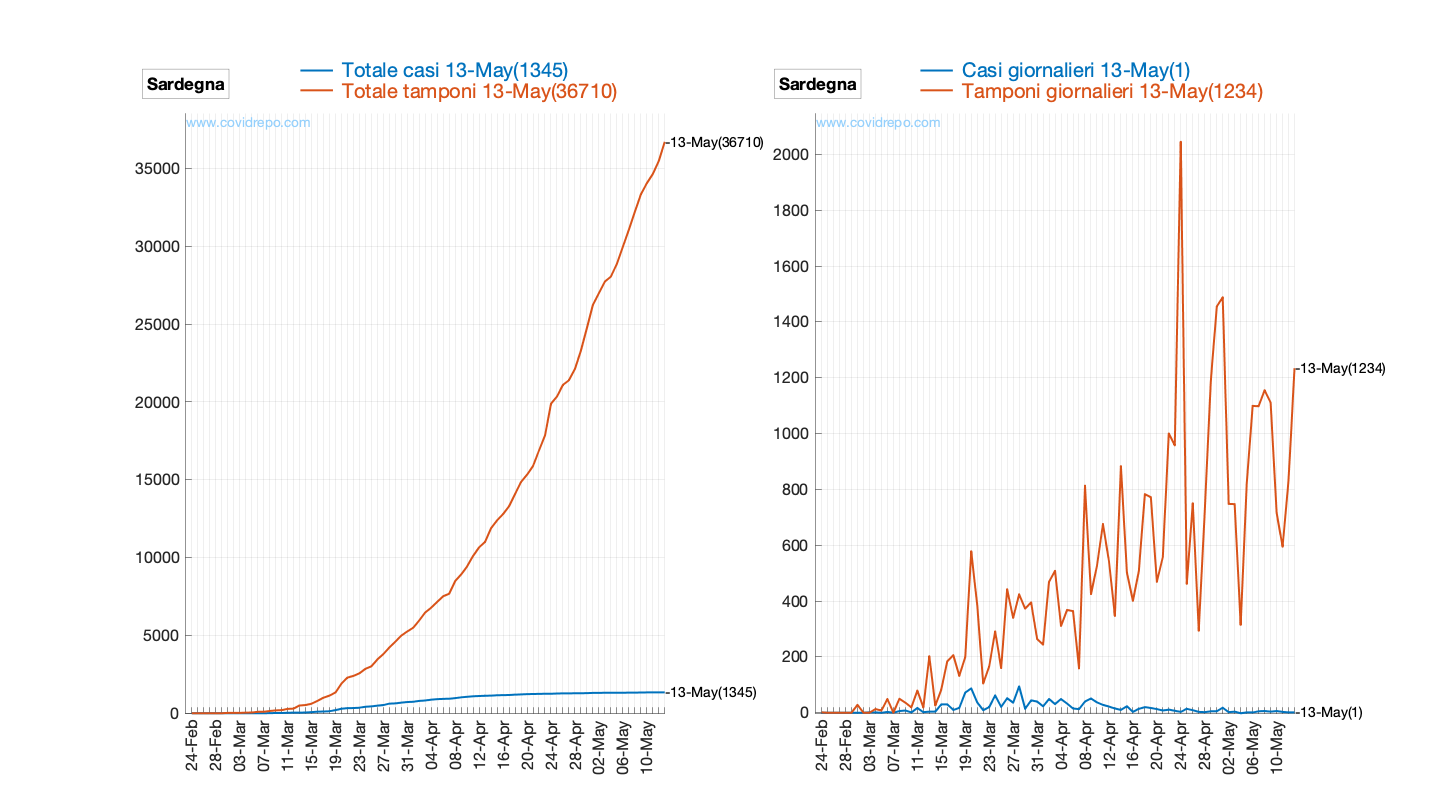 Sardegna
Totale casi 13-May(1345)
Totale tamponi 13-May(36710)
www.covidrepo.com
13-May(36710)
35000
30000
25000
20000
15000
10000
5000
0
13-May(1345)
24-Feb
28-Feb
03-Mar
07-Mar
11-Mar
15-Mar
19-Mar
23-Mar
27-Mar
31-Mar
04-Apr
08-Apr
12-Apr
16-Apr
20-Apr
24-Apr
28-Apr
02-May
06-May
10-May
Sardegna
Casi giornalieri 13-May(1)
Tamponi giornalieri 13-May(1234)
www.covidrepo.com
2000
1800
1600
1400
1200
1000
800
600
400
200
0
13-May(1234)
13-May(1)
24-Feb
28-Feb
03-Mar
07-Mar
11-Mar
15-Mar
19-Mar
23-Mar
27-Mar
31-Mar
04-Apr
08-Apr
12-Apr
16-Apr
20-Apr
24-Apr
28-Apr
02-May
06-May
10-May